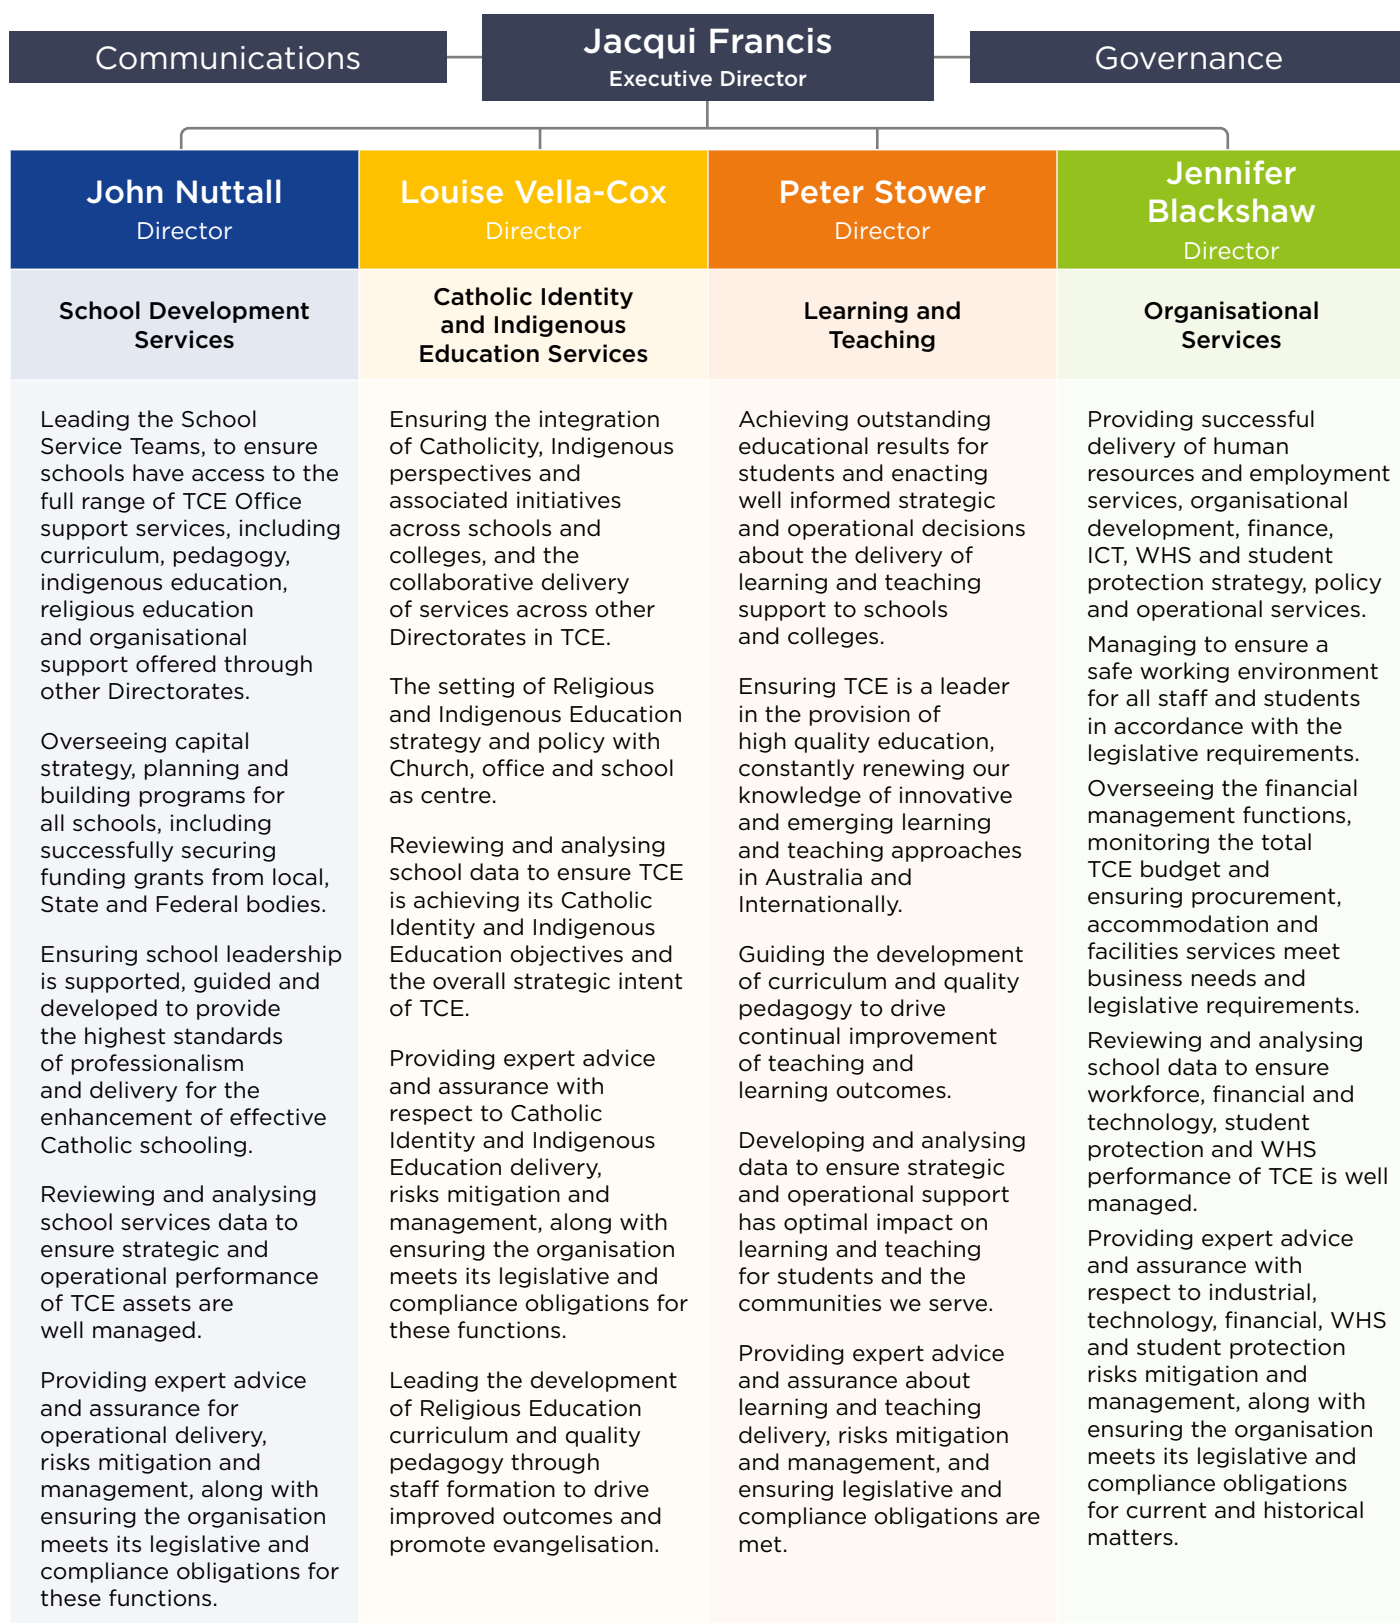 Communications
Jacqui Francis
Executive Director
Governance
John Nuttall
Director
School Development
Services
Leading the School
Service Teams, to ensure
schools have access to the
full range of TCE Office
support services, including
curriculum, pedagogy,
indigenous education,
religious education
and organisational
support offered through
other Directorates.
Overseeing capital
strategy, planning and
building programs for
all schools, including
successfully securing
funding grants from local,
State and Federal bodies.
Ensuring school leadership
is supported, guided and
developed to provide
the highest standards
of professionalism
and delivery for the
enhancement of effective
Catholic schooling.
Reviewing and analysing
school services data to
ensure strategic and
operational performance
of TCE assets are
well managed.
Providing expert advice
and assurance for
operational delivery,
risks mitigation and
management, along with
ensuring the organisation
meets its legislative and
compliance obligations for
these functions.
Louise Vella-Cox
Director
Catholic Identity
and Indigenous
Education Services
Ensuring the integration
of Catholicity, Indigenous
perspectives and
associated initiatives
across schools and
colleges, and the
collaborative delivery
of services across other
Directorates in TCE.
The setting of Religious
and Indigenous Education
strategy and policy with
Church, office and school
as centre.
Reviewing and analysing
school data to ensure TCE
is achieving its Catholic
Identity and Indigenous
Education objectives and
the overall strategic intent
of TCE.
Providing expert advice
and assurance with
respect to Catholic
Identity and Indigenous
Education delivery,
risks mitigation and
management, along with
ensuring the organisation
meets its legislative and
compliance obligations for
these functions.
Leading the development
of Religious Education
curriculum and quality
pedagogy through
staff formation to drive
improved outcomes and
promote evangelisation.
Peter Stower
Director
Learning and
Teaching
Achieving outstanding
educational results for
students and enacting
well informed strategic
and operational decisions
about the delivery of
learning and teaching
support to schools
and colleges.
Ensuring TCE is a leader
in the provision of
high quality education,
constantly renewing our
knowledge of innovative
and emerging learning
and teaching approaches
in Australia and
Internationally.
Guiding the development
of curriculum and quality
pedagogy to drive
continual improvement
of teaching and
learning outcomes.
Developing and analysing
data to ensure strategic
and operational support
has optimal impact on
learning and teaching
for students and the
communities we serve.
Providing expert advice
and assurance about
learning and teaching
delivery, risks mitigation
and management, and
ensuring legislative and
compliance obligations are
met.
Jennifer
Blackshaw
Director
Organisational
Services
Providing successful
delivery of human
resources and employment
services, organisational
development, finance,
ICT, WHS and student
protection strategy, policy
and operational services.
Managing to ensure a
safe working environment
for all staff and students
in accordance with the
legislative requirements.
Overseeing the financial
management functions,
monitoring the total
TCE budget and
ensuring procurement,
accommodation and
facilities services meet
business needs and
legislative requirements.
Reviewing and analysing
school data to ensure
workforce, financial and
technology, student
protection and WHS
performance of TCE is well
managed.
Providing expert advice
and assurance with
respect to industrial,
technology, financial, WHS
and student protection
risks mitigation and
management, along with
ensuring the organisation
meets its legislative and
compliance obligations
for current and historical
matters.